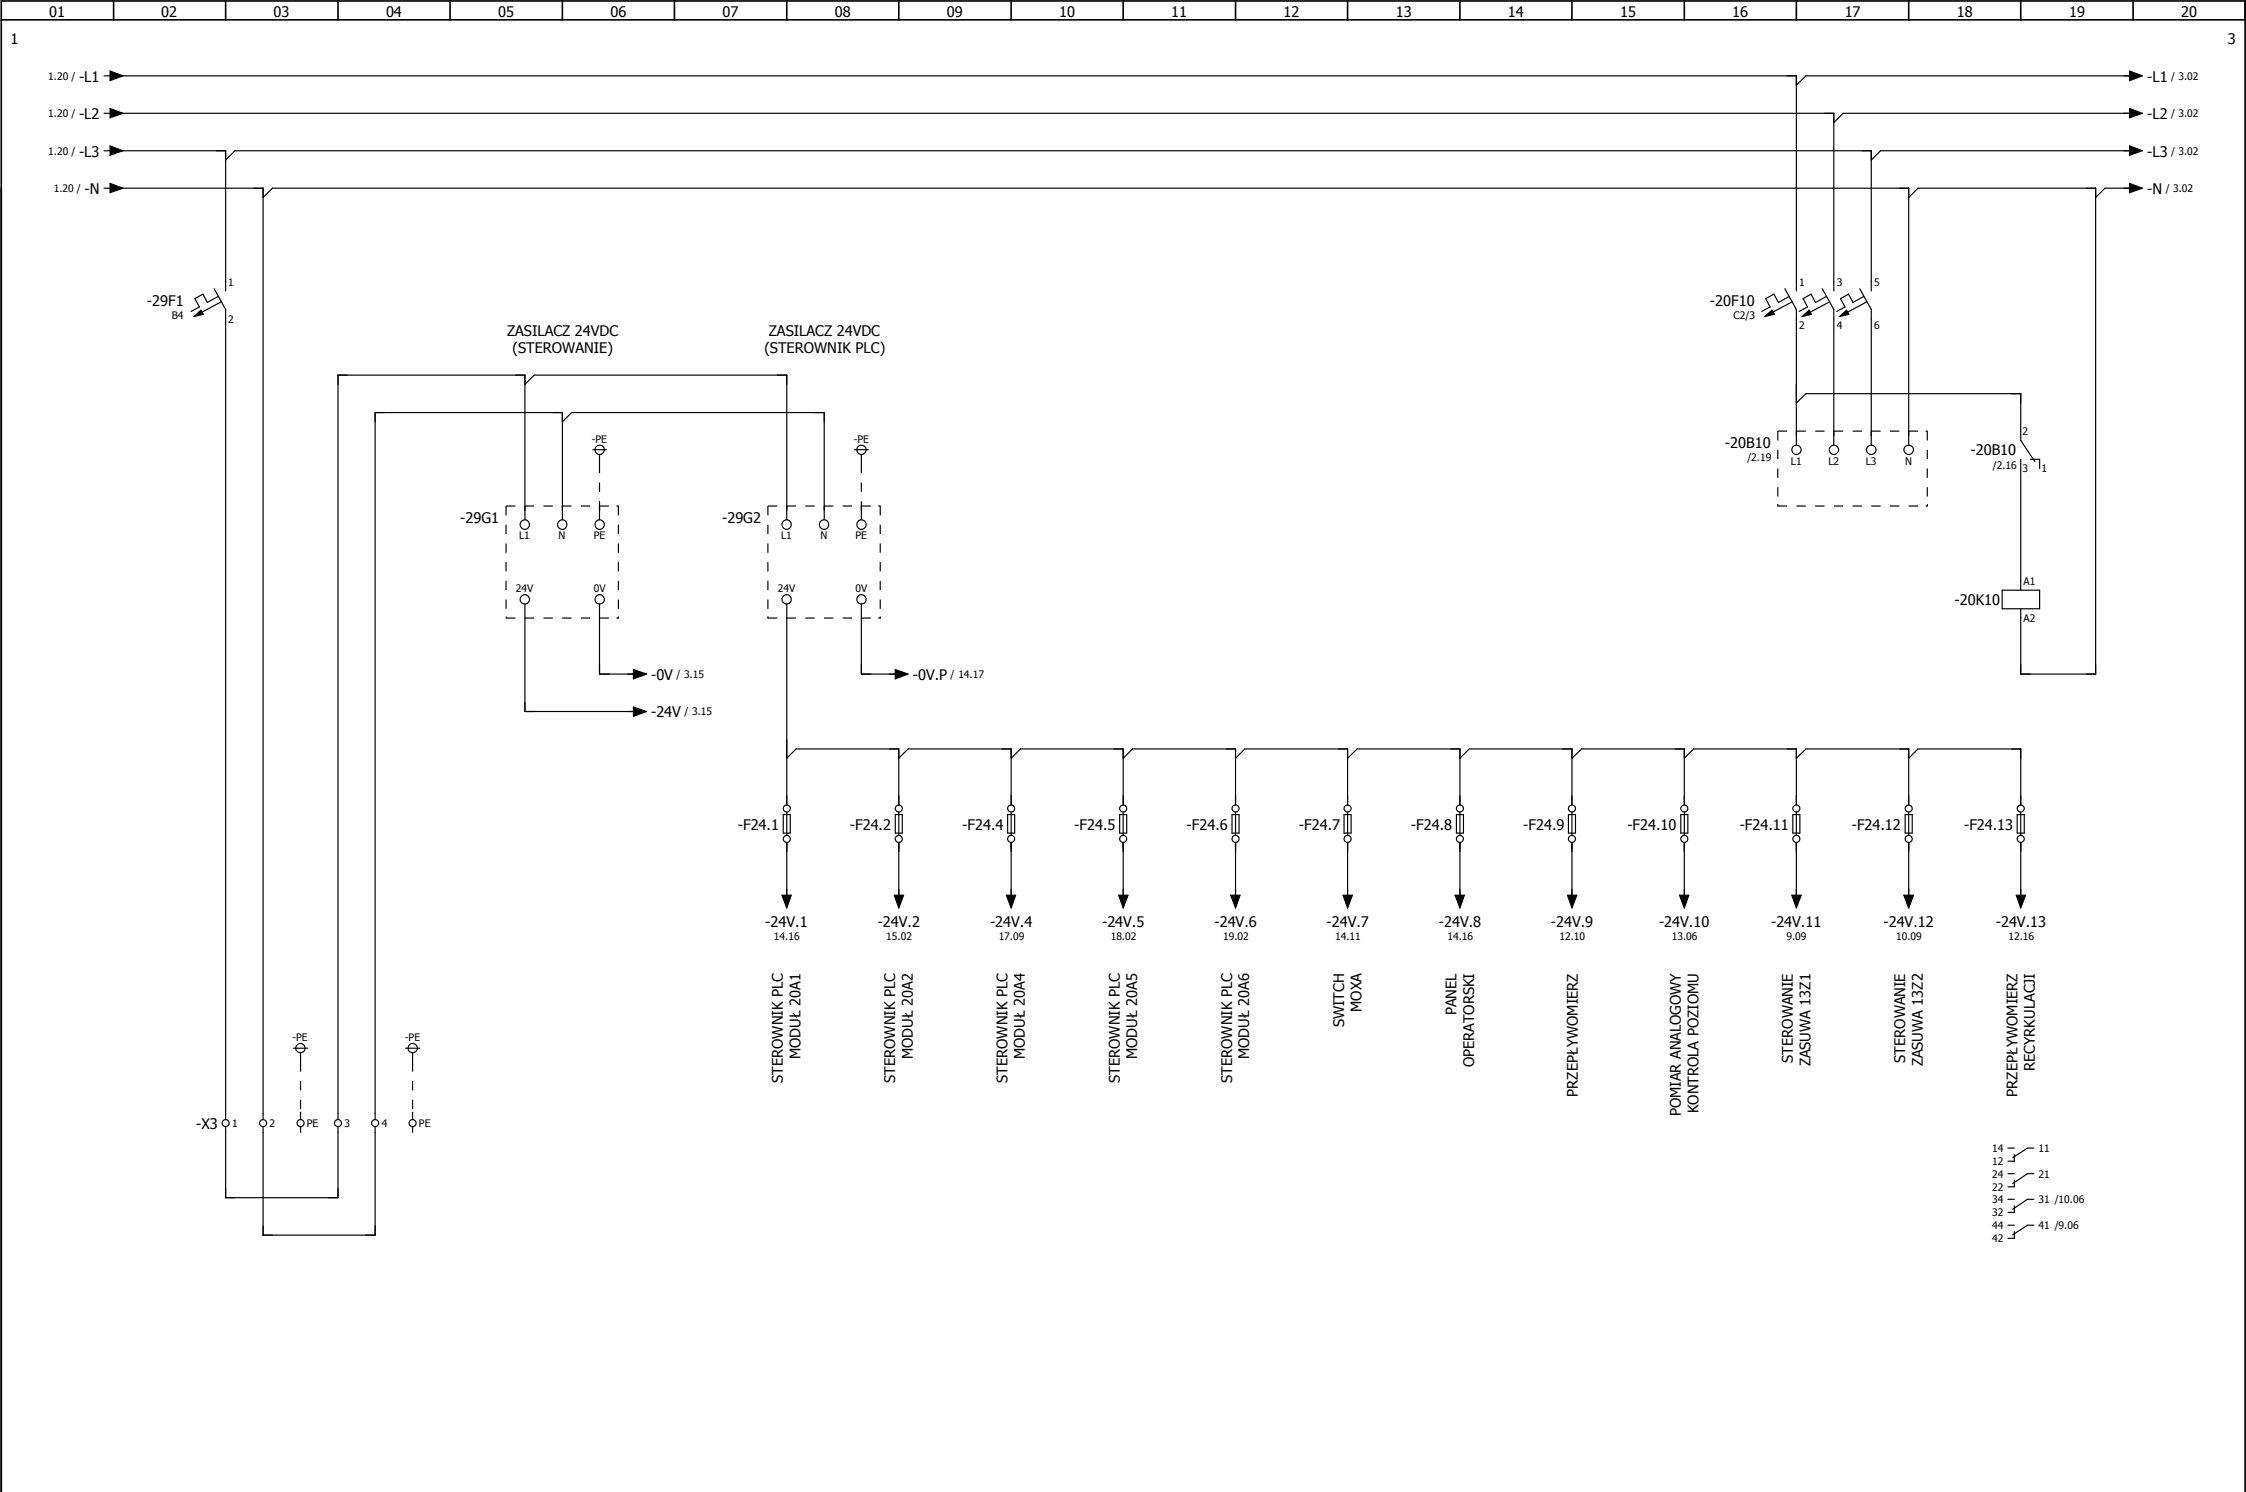 01 02 03 04 05 06 07 08 09 10 11 12 13 14 15 16 17 18 19 20
1 3
1.20 / -L1 -L1 / 3.02
1.20 / -L2 -L2 / 3.02
1.20 / -L3 -L3 / 3.02
1.20 / -N -N / 3.02
-29F1
B4
1
2
-20F10
C2/3
1 3 5
2 4 6
ZASILACZ 24VDC
(STEROWANIE)
ZASILACZ 24VDC
(STEROWNIK PLC)
-PE
-29G1
L1 N PE
24V 0V
-PE
-29G2
L1 N PE
24V 0V
-20B10
/2.19
L1 L2 L3 N
-20B10
/2.16
2
3 1
-20K10
A1
A2
-0V / 3.15
-24V / 3.15
-0V.P / 14.17
-F24.1 -F24.2 -F24.4 -F24.5 -F24.6 -F24.7 -F24.8 -F24.9 -F24.10 -F24.11 -F24.12 -F24.13
-24V.1 -24V.2 -24V.4 -24V.5 -24V.6 -24V.7 -24V.8 -24V.9 -24V.10 -24V.11 -24V.12 -24V.13
14.16 15.02 17.09 18.02 19.02 14.11 14.16 12.10 13.06 9.09 10.09 12.16
STEROWNIK PLC
MODUŁ 20A1
STEROWNIK PLC
MODUŁ 20A2
STEROWNIK PLC
MODUŁ 20A4
STEROWNIK PLC
MODUŁ 20A5
STEROWNIK PLC
MODUŁ 20A6
SWITCH
MOXA
PANEL
OPERATORSKI
PRZEPŁYWOMIERZ
POMIAR ANALOGOWY
KONTROLA POZIOMU
STEROWANIE
ZASUWA 13Z1
STEROWANIE
ZASUWA 13Z2
PRZEPŁYWOMIERZ
RECYRKULACJI
-PE -PE
-X3 1 2 PE 3 4 PE
14 11
12
24 21
22
34 31 /10.06
32
44 41 /9.06
42